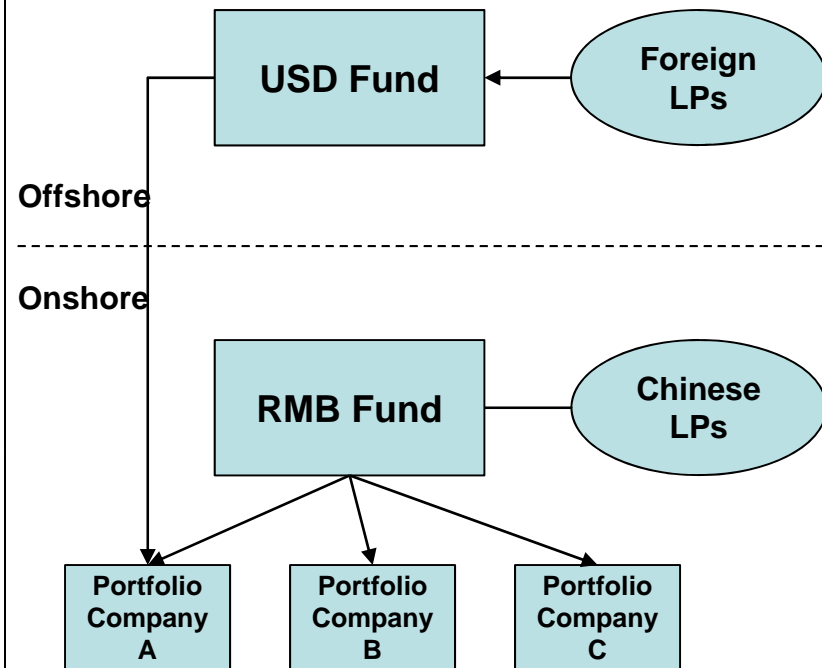 USD Fund
Foreign
LPs
Offshore
Onshore
RMB Fund
Chinese
LPs
Portfolio
Company
A
Portfolio
Company
B
Portfolio
Company
C